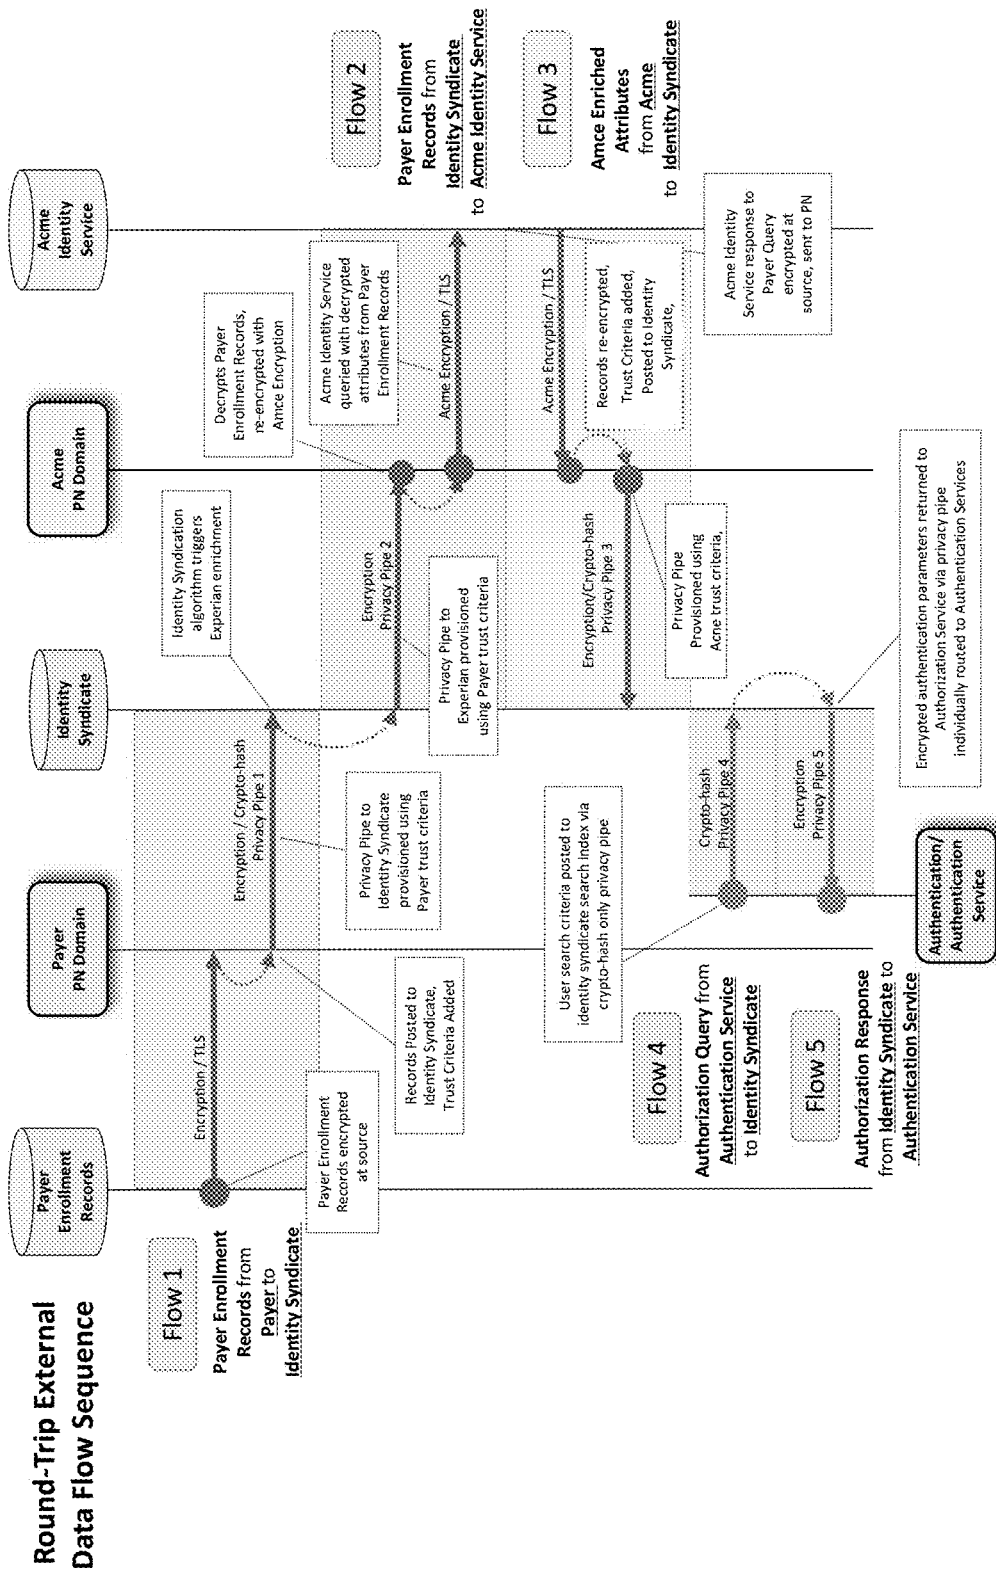 Round-Trip External
Data Flow Sequence
Payer
Enrollment
Records
Payer
PN Domain
Identity
Syndicate
Acme
PN Domain
Acme
Identity
Service
Flow 1
Payer Enrollment
Records from
Payer to
Identity Syndicate
Encryption / TLS
Payer Enrollment
Records encrypted
at source
Records Posted to
Identity Syndicate,
Trust Criteria Added
Encryption / Crypto-hash
Privacy Pipe 1
Privacy Pipe to
Identity Syndicate
provisioned using
Payer trust criteria
Identity Syndication
algorithm triggers
Experian enrichment
Encryption
Privacy Pipe 2
Privacy Pipe to
Experian provisioned
using Payer trust criteria
Decrypts Payer
Enrollment Records,
re-encrypted with
Amce Encryption
Acme Identity Service
queried with decrypted
attributes from Payer
Enrollment Records
Acme Encryption / TLS
Flow 2
Payer Enrollment
Records from
Identity Syndicate
to Acme Identity Service
Acme Encryption / TLS
Records re-encrypted,
Trust Criteria added,
Posted to Identity
Syndicate,
Encryption/Crypto-hash
Privacy Pipe 3
Privacy Pipe
Provisioned using
Acne trust criteria,
Acme Identity
Service response to
Payer Query
encrypted at
source, sent to PN
Flow 3
Amce Enriched
Attributes
from Acme
to Identity Syndicate
Flow 4
Authorization Query from
Authentication Service
to Identity Syndicate
User search criteria posted to
identity syndicate search index via
crypto-hash only privacy pipe
Crypto-hash
Privacy Pipe 4
Flow 5
Authorization Response
from Identity Syndicate to
Authentication Service
Encryption
Privacy Pipe 5
Encrypted authentication parameters returned to
Authorization Service via privacy pipe
individually routed to Authentication Services
Authentication/
Authentication
Service